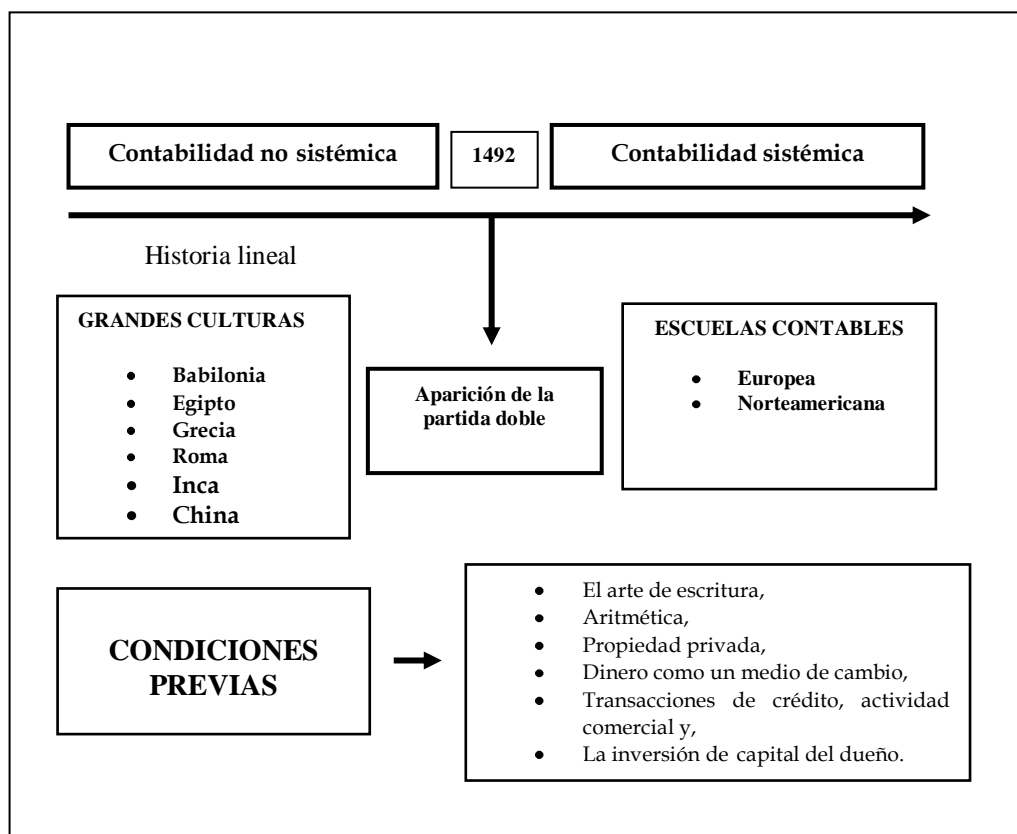 Contabilidad no sistémica
1492
Contabilidad sistémica
Historia lineal
GRANDES CULTURAS
• Babilonia
• Egipto
• Grecia
• Roma
• Inca
• China
Aparición de la
partida doble
ESCUELAS CONTABLES
• Europea
• Norteamericana
CONDICIONES
PREVIAS
• El arte de escritura,
• Aritmética,
• Propiedad privada,
• Dinero como un medio de cambio,
• Transacciones de crédito, actividad
comercial y,
• La inversión de capital del dueño.